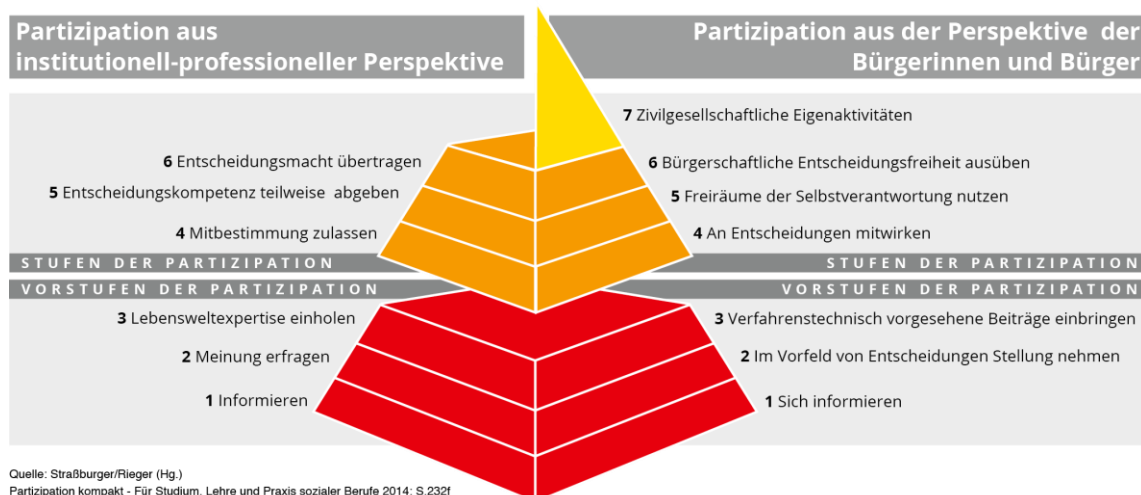 Partizipation aus
institutionell-professioneller Perspektive
Partizipation aus der Perspektive der
Bürgerinnen und Bürger
7 Zivilgesellschaftliche Eigenaktivitäten
6 Entscheidungsmacht übertragen
6 Bürgerschaftliche Entscheidungsfreiheit ausüben
5 Entscheidungskompetenz teilweise abgeben
5 Freiräume der Selbstverantwortung nutzen
4 Mitbestimmung zulassen
4 An Entscheidungen mitwirken
STUFEN DER PARTIZIPATION
STUFEN DER PARTIZIPATION
VORSTUFEN DER PARTIZIPATION
VORSTUFEN DER PARTIZIPATION
3 Lebensweltexpertise einholen
3 Verfahrenstechnisch vorgesehene Beiträge einbringen
2 Meinung erfragen
2 Im Vorfeld von Entscheidungen Stellung nehmen
1 Informieren
1 Sich informieren
Quelle: Straßburger/Rieger (Hg.)
Partizipation kompakt - Für Studium, Lehre und Praxis sozialer Berufe 2014; S.232f